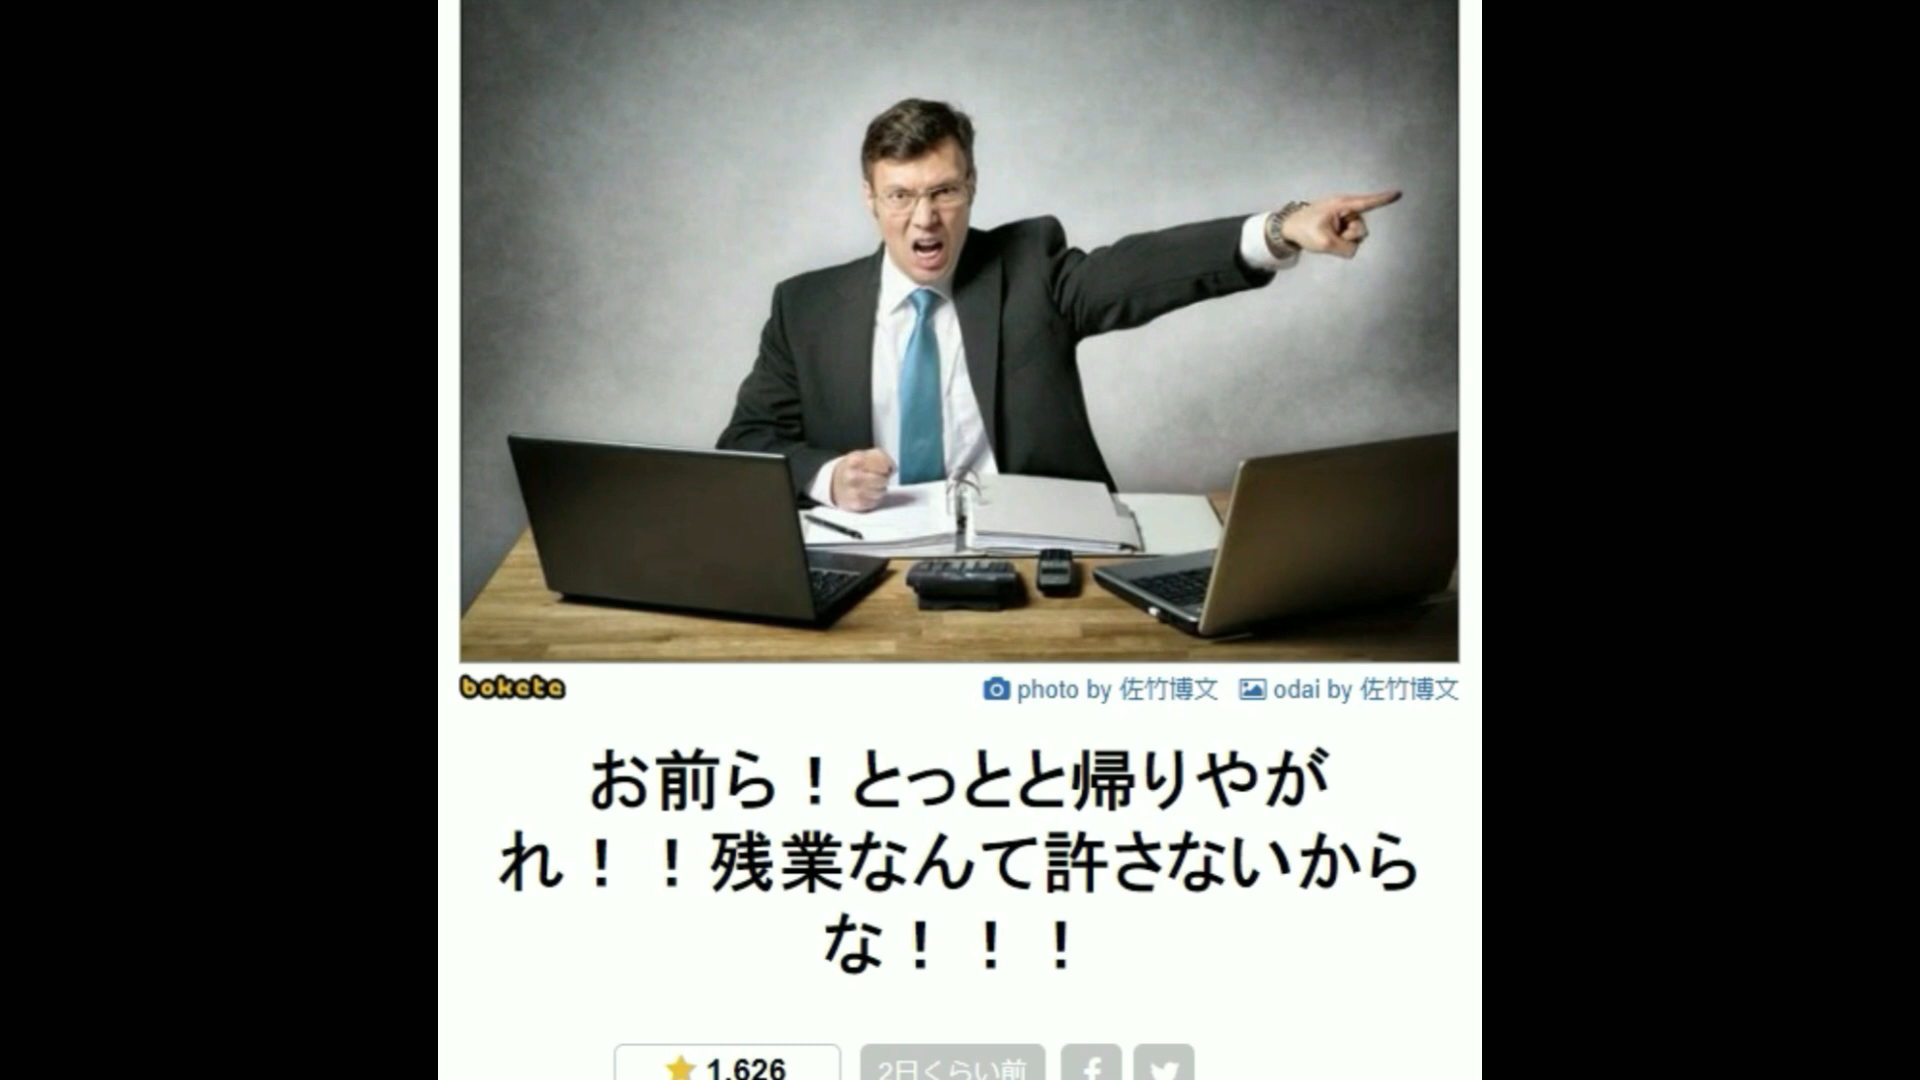 bokete
photo by 佐竹博文 odai by 佐竹博文
お前ら！とっとと帰りやが
れ！！残業なんて許さないから
な！！！
1,626 2日くらい前